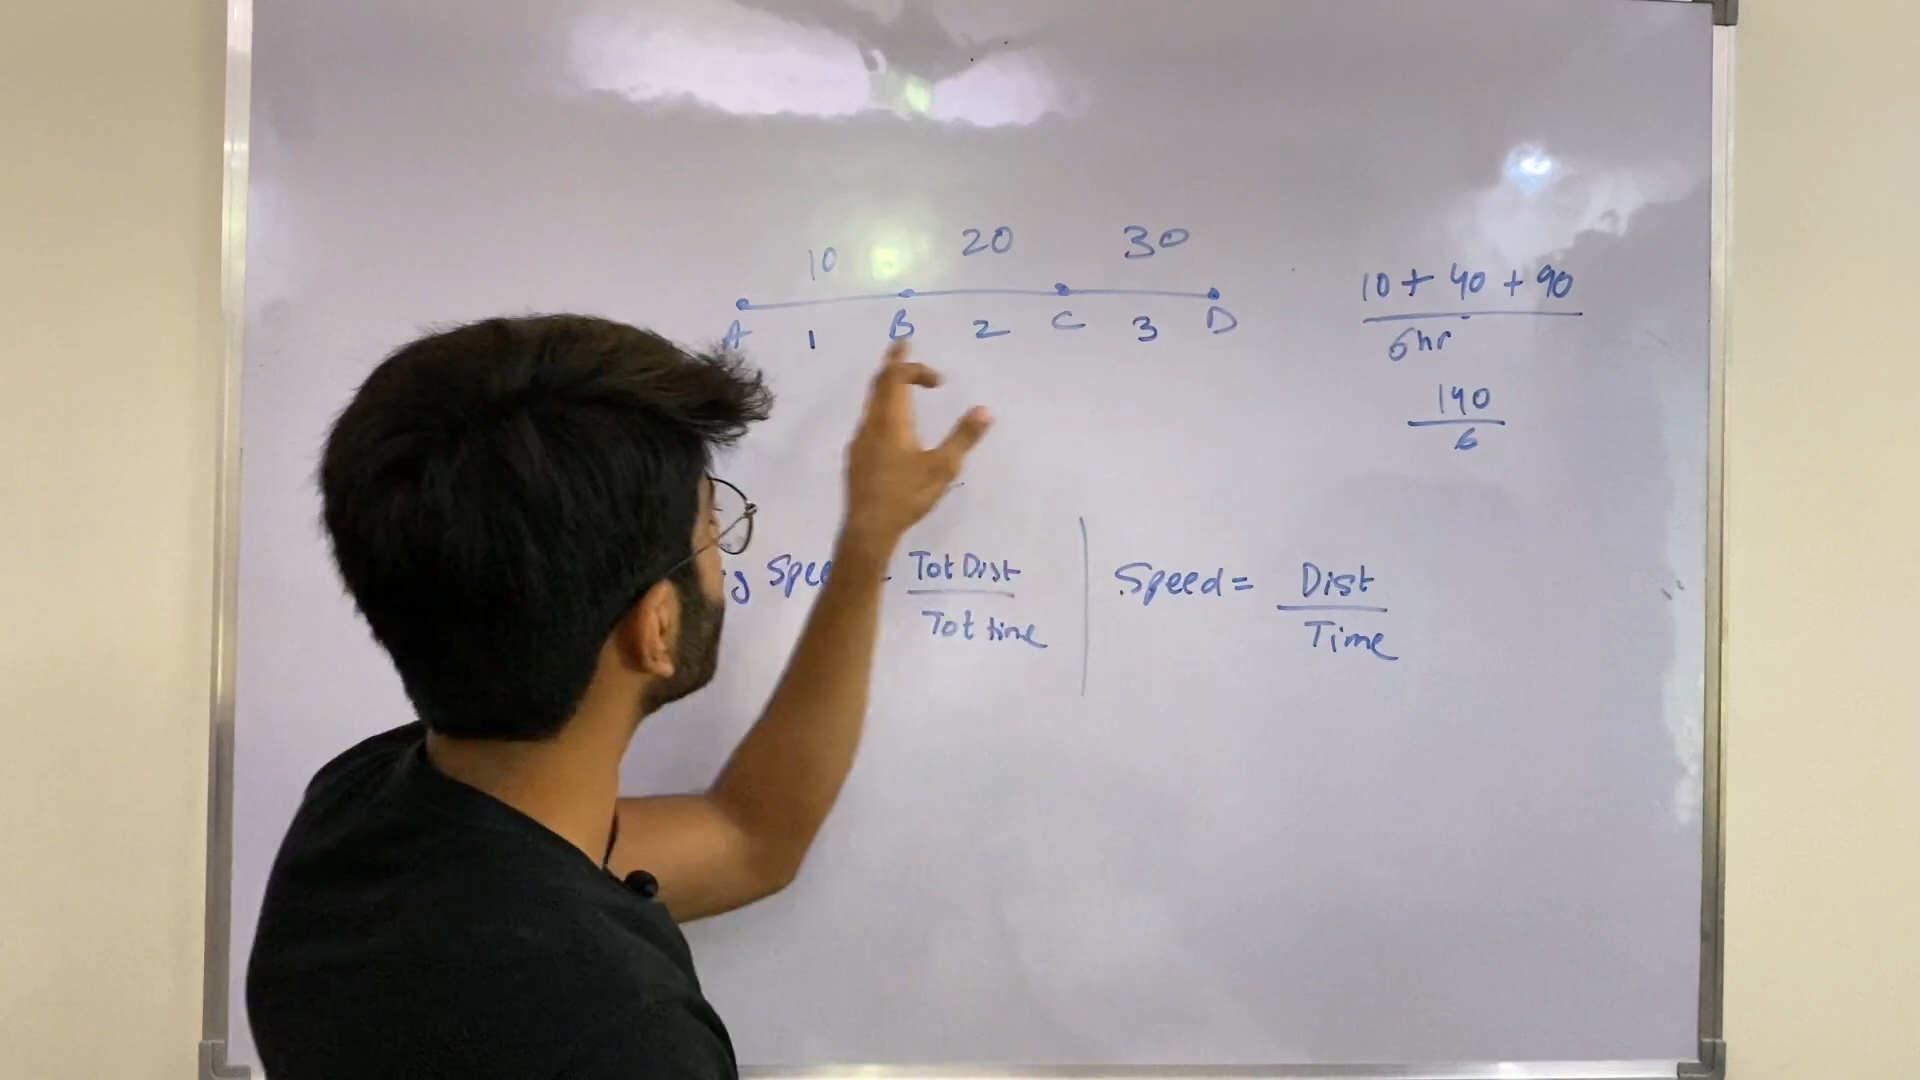 10 20 30
A 1 B 2 C 3 D
10 + 40 + 90
6hr
140
6
Speed = Tot Dist
Tot time
Speed = Dist
Time